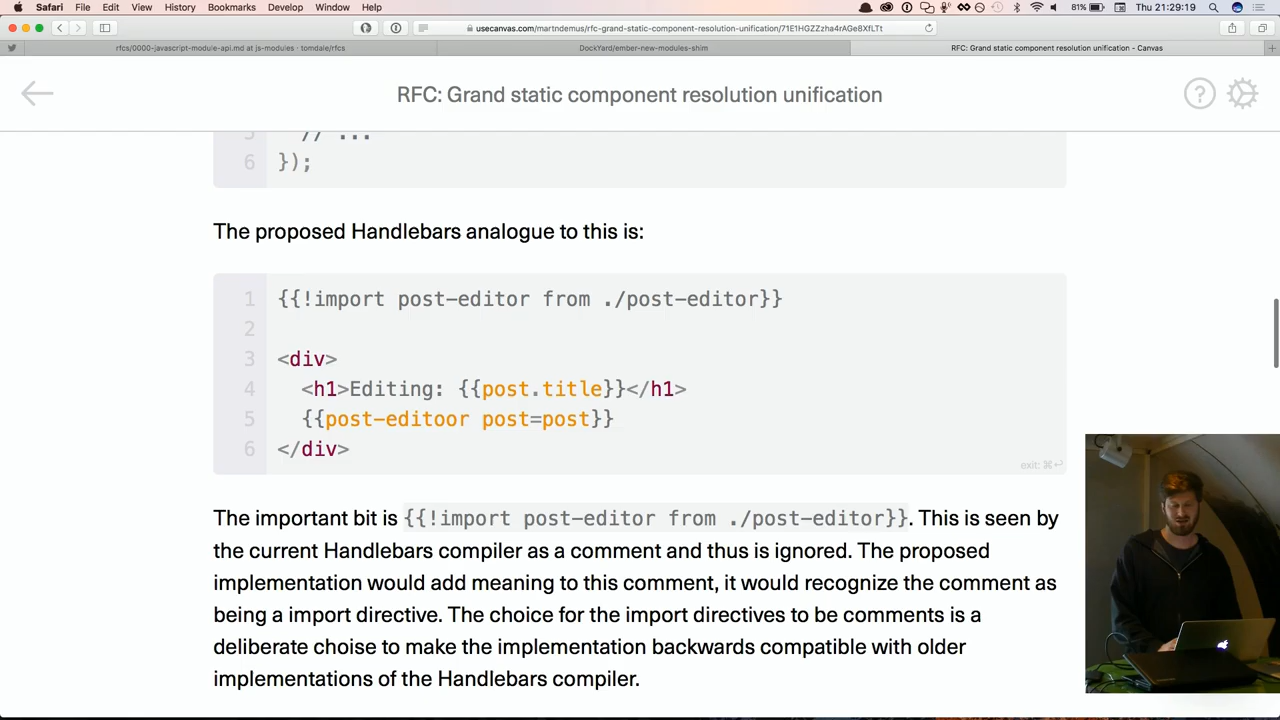 Safari File Edit View History Bookmarks Develop Window Help 81% Thu 21:29:19
usecanvas.com/martndemus/rfc-grand-static-component-resolution-unification/71E1HGZZzha4rAGe8XfLTt
rfcs/0000-javascript-module-api.md at js-modules · tomdale/rfcs DockYard/ember-new-modules-shim RFC: Grand static component resolution unification - Canvas
RFC: Grand static component resolution unification
5 // ...
6 });
The proposed Handlebars analogue to this is:
1 {{!import post-editor from ./post-editor}}
2
3 <div>
4 <h1>Editing: {{post.title}}</h1>
5 {{post-editoor post=post}}
6 </div>
exit: ⌘↩
The important bit is {{!import post-editor from ./post-editor}}. This is seen by
the current Handlebars compiler as a comment and thus is ignored. The proposed
implementation would add meaning to this comment, it would recognize the comment as
being a import directive. The choice for the import directives to be comments is a
deliberate choise to make the implementation backwards compatible with older
implementations of the Handlebars compiler.